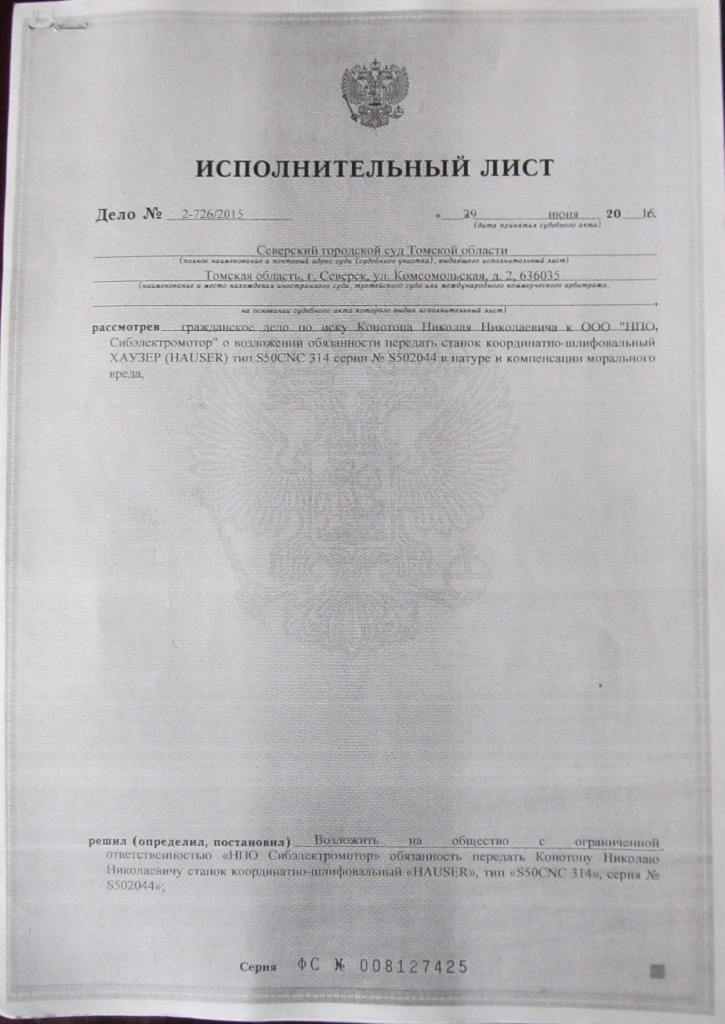 ИСПОЛНИТЕЛЬНЫЙ ЛИСТ
Дело № 2-726/2015 « 29 июня 20 16.
(дата принятия судебного акта)
Северский городской суд Томской области
(полное наименование и почтовый адрес суда (судебного участка), выдавшего исполнительный лист)
Томская область, г. Северск, ул. Комсомольская, д. 2, 636035
(наименование и место нахождения иностранного суда, третейского суда или международного коммерческого арбитража,
,
на основании судебного акта которого выдан исполнительный лист)
рассмотрев гражданское дело по иску Конотопа Николая Николаевича к ООО "НПО,
Сибэлектромотор" о возложении обязанности передать станок координатно-шлифовальный
ХАУЗЕР (HAUSER) тип S50CNC 314 серии № S502044 в натуре и компенсации морального
вреда,
решил (определил, постановил) Возложить на общество с ограниченной
ответственностью «НПО Сибэлектромотор» обязанность передать Конотопу Николаю
Николаевичу станок координатно-шлифовальный «HAUSER», тип «S50CNC 314», серия №
S502044»;
Серия ФС № 008127425